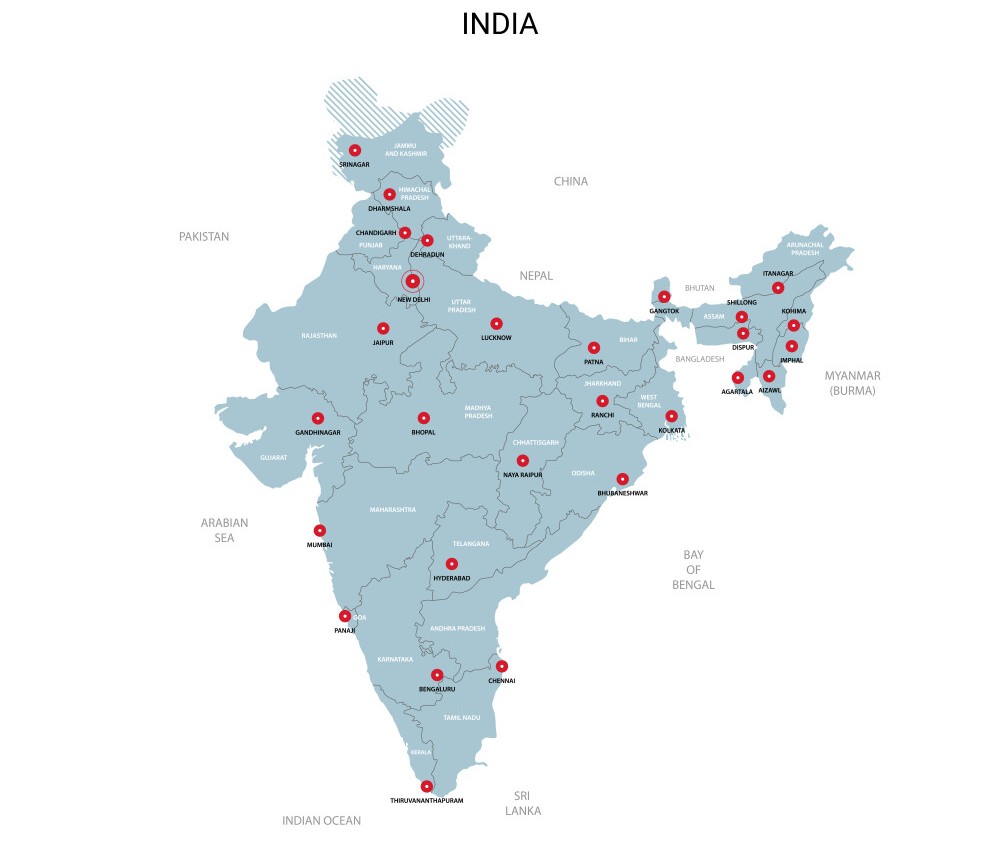 INDIA
JAMMU
AND KASHMIR
SRINAGAR
CHINA
HIMACHAL
PRADESH
DHARMSHALA
PAKISTAN
CHANDIGARH
PUNJAB
UTTARA-
KHAND
DEHRADUN
ARUNACHAL
PRADESH
HARYANA
NEW DELHI
NEPAL
ITANAGAR
BHUTAN
GANGTOK
SHILLONG
KOHIMA
UTTAR
PRADESH
ASSAM
RAJASTHAN
JAIPUR
LUCKNOW
BIHAR
PATNA
DISPUR
IMPHAL
BANGLADESH
MYANMAR
(BURMA)
JHARKHAND
AGARTALA
AIZAWL
WEST
BENGAL
RANCHI
KOLKATA
MADHYA
PRADESH
GANDHINAGAR
BHOPAL
CHHATTISGARH
GUJARAT
NAYA RAIPUR
ODISHA
BHUBANESHWAR
MAHARASHTRA
ARABIAN
SEA
MUMBAI
TELANGANA
HYDERABAD
BAY
OF
BENGAL
GOA
PANAJI
ANDHRA PRADESH
KARNATAKA
CHENNAI
BENGALURU
TAMIL NADU
KERALA
THIRUVANANTHAPURAM
SRI
LANKA
INDIAN OCEAN